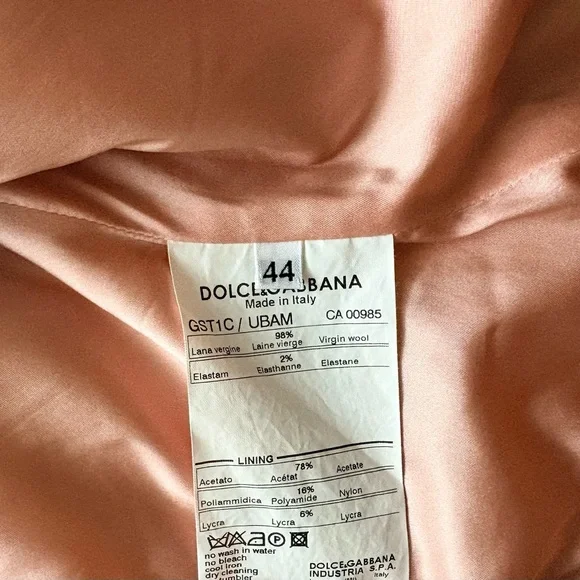 44
DOLCE&GABBANA
Made in Italy
GST1C / UBAM CA 00985
98%
Lana vergine Laine vierge Virgin wool
2%
Elastam Elasthanne Elastane
LINING
78%
Acetato Acétat Acetate
16%
Poliammidica Polyamide Nylon
6%
Lycra Lycra Lycra
no wash in water
no bleach
cool iron
dry cleaning
DOLCE&GABBANA
INDUSTRIA S.P.A.
Italy